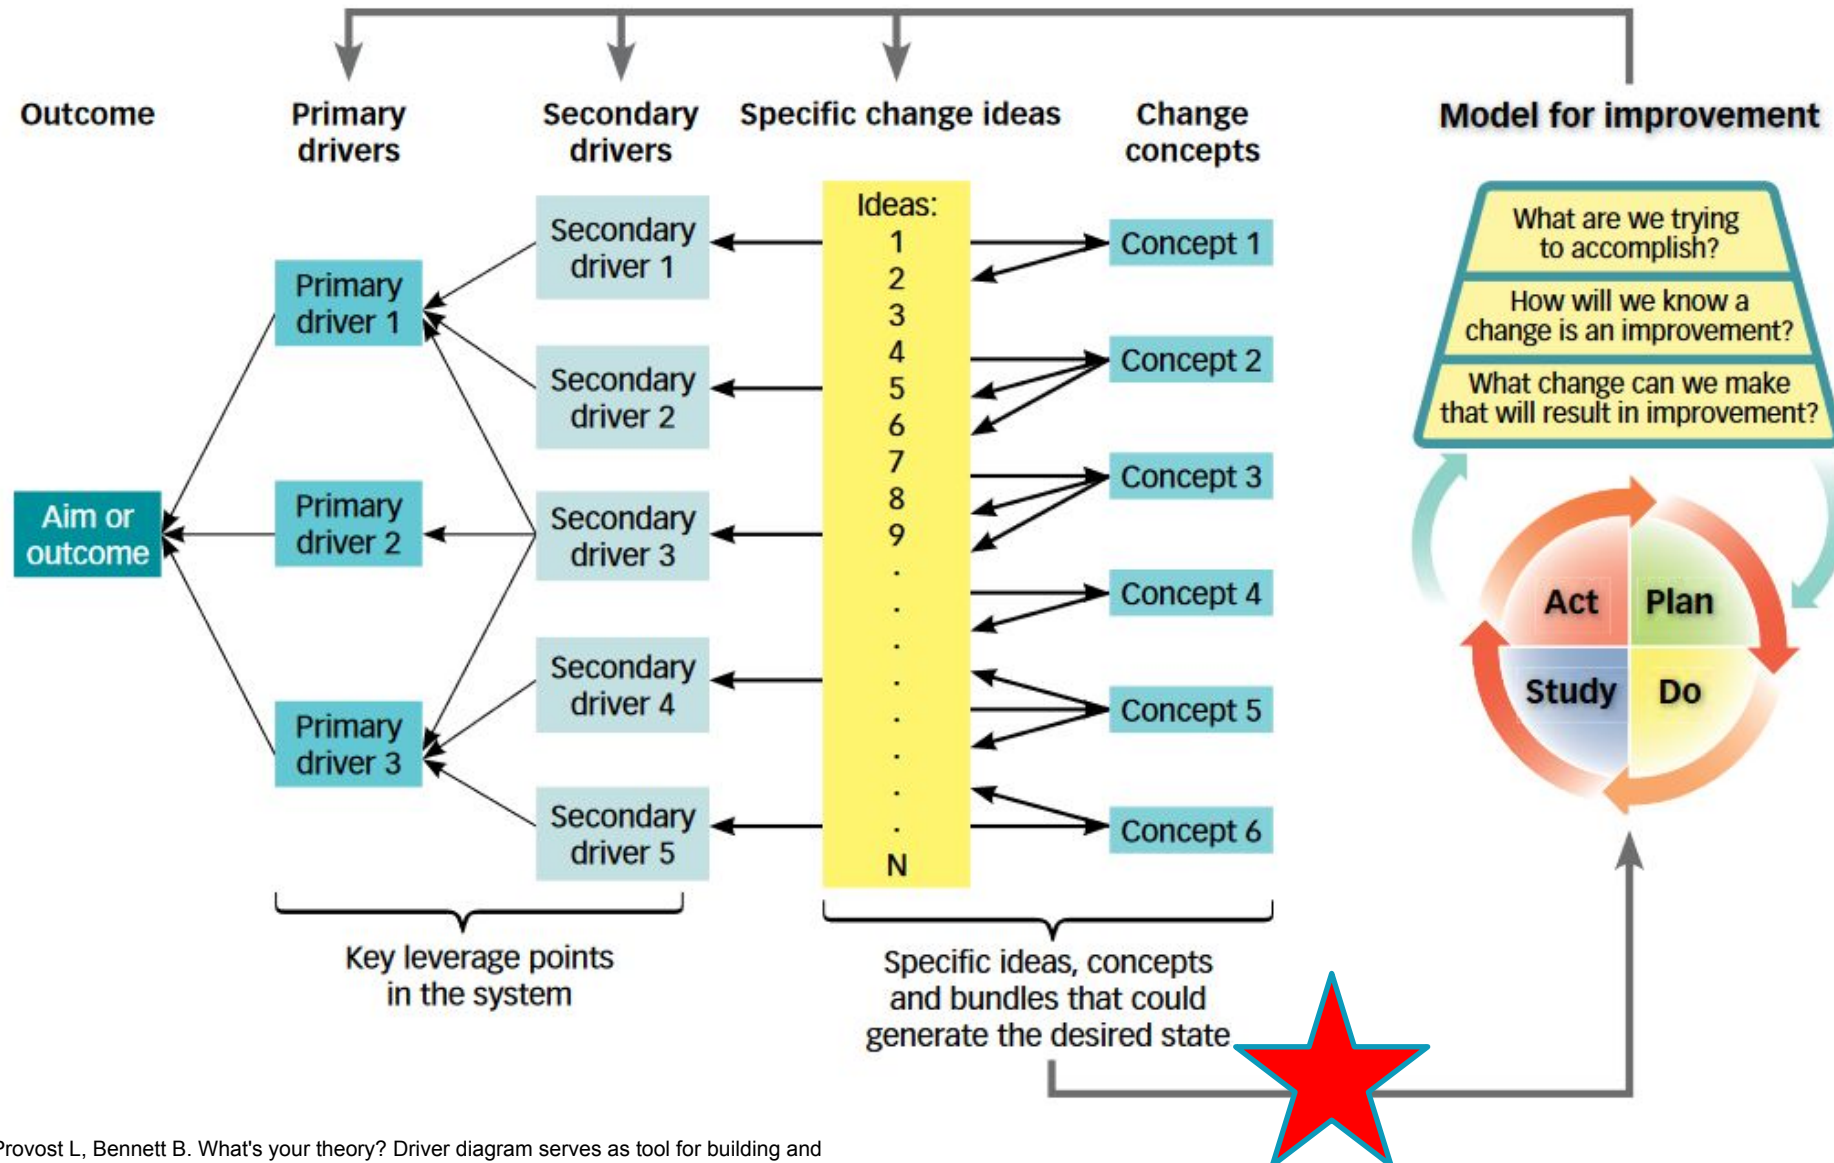 Outcome
Primary
drivers
Secondary
drivers
Specific change ideas
Change
concepts
Model for improvement
Aim or
outcome
Primary
driver 1
Primary
driver 2
Primary
driver 3
Secondary
driver 1
Secondary
driver 2
Secondary
driver 3
Secondary
driver 4
Secondary
driver 5
Ideas:
1
2
3
4
5
6
7
8
9
.
.
.
.
.
.
.
.
N
Concept 1
Concept 2
Concept 3
Concept 4
Concept 5
Concept 6
What are we trying
to accomplish?
How will we know a
change is an improvement?
What change can we make
that will result in improvement?
Act
Plan
Study
Do
Key leverage points
in the system
Specific ideas, concepts
and bundles that could
generate the desired state
Provost L, Bennett B. What's your theory? Driver diagram serves as tool for building and